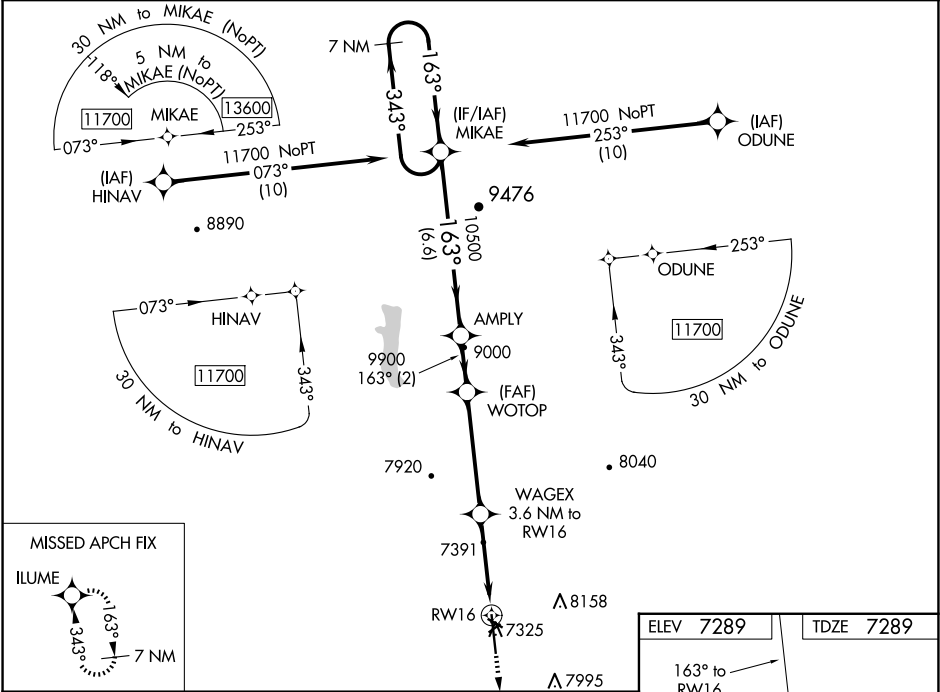 30 NM to MIKAE (NoPT)
5 NM to
MIKAE (NoPT)
118°
11700
13600
MIKAE
073°
253°
7 NM
163°
343°
(IF/IAF)
MIKAE
11700 NoPT
253°
(10)
(IAF)
ODUNE
11700 NoPT
073°
(10)
(IAF)
HINAV
8890
9476
10500
163°
(6.6)
073°
HINAV
11700
343°
30 NM to HINAV
253°
ODUNE
11700
343°
30 NM to ODUNE
AMPLY
9000
9900
163° (2)
(FAF)
WOTOP
7920
8040
WAGEX
3.6 NM to
RW16
7391
RW16
7325
8158
7995
MISSED APCH FIX
ILUME
163°
343°
7 NM
ELEV 7289
TDZE 7289
163° to
RW16